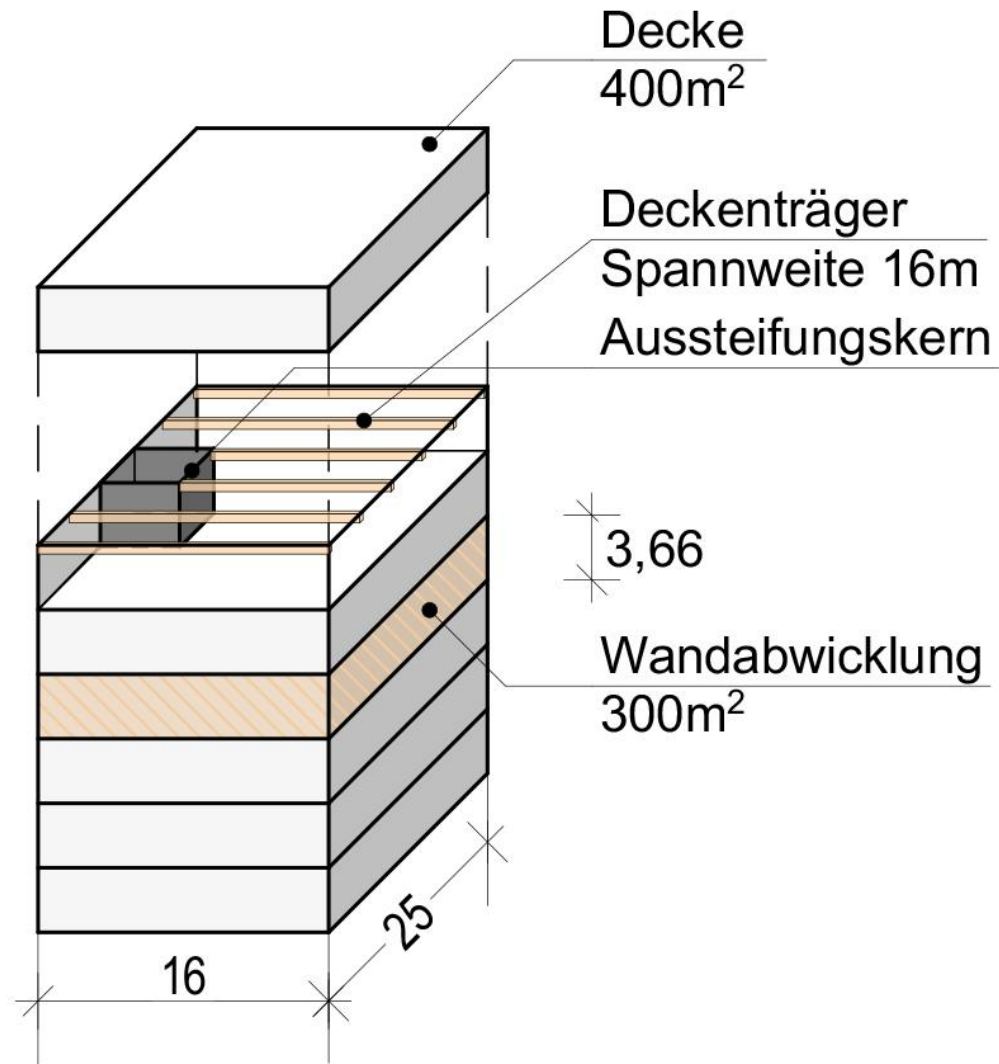 Decke
400m²
Deckenträger
Spannweite 16m
Aussteifungskern
3,66
Wandabwicklung
300m²
25
16